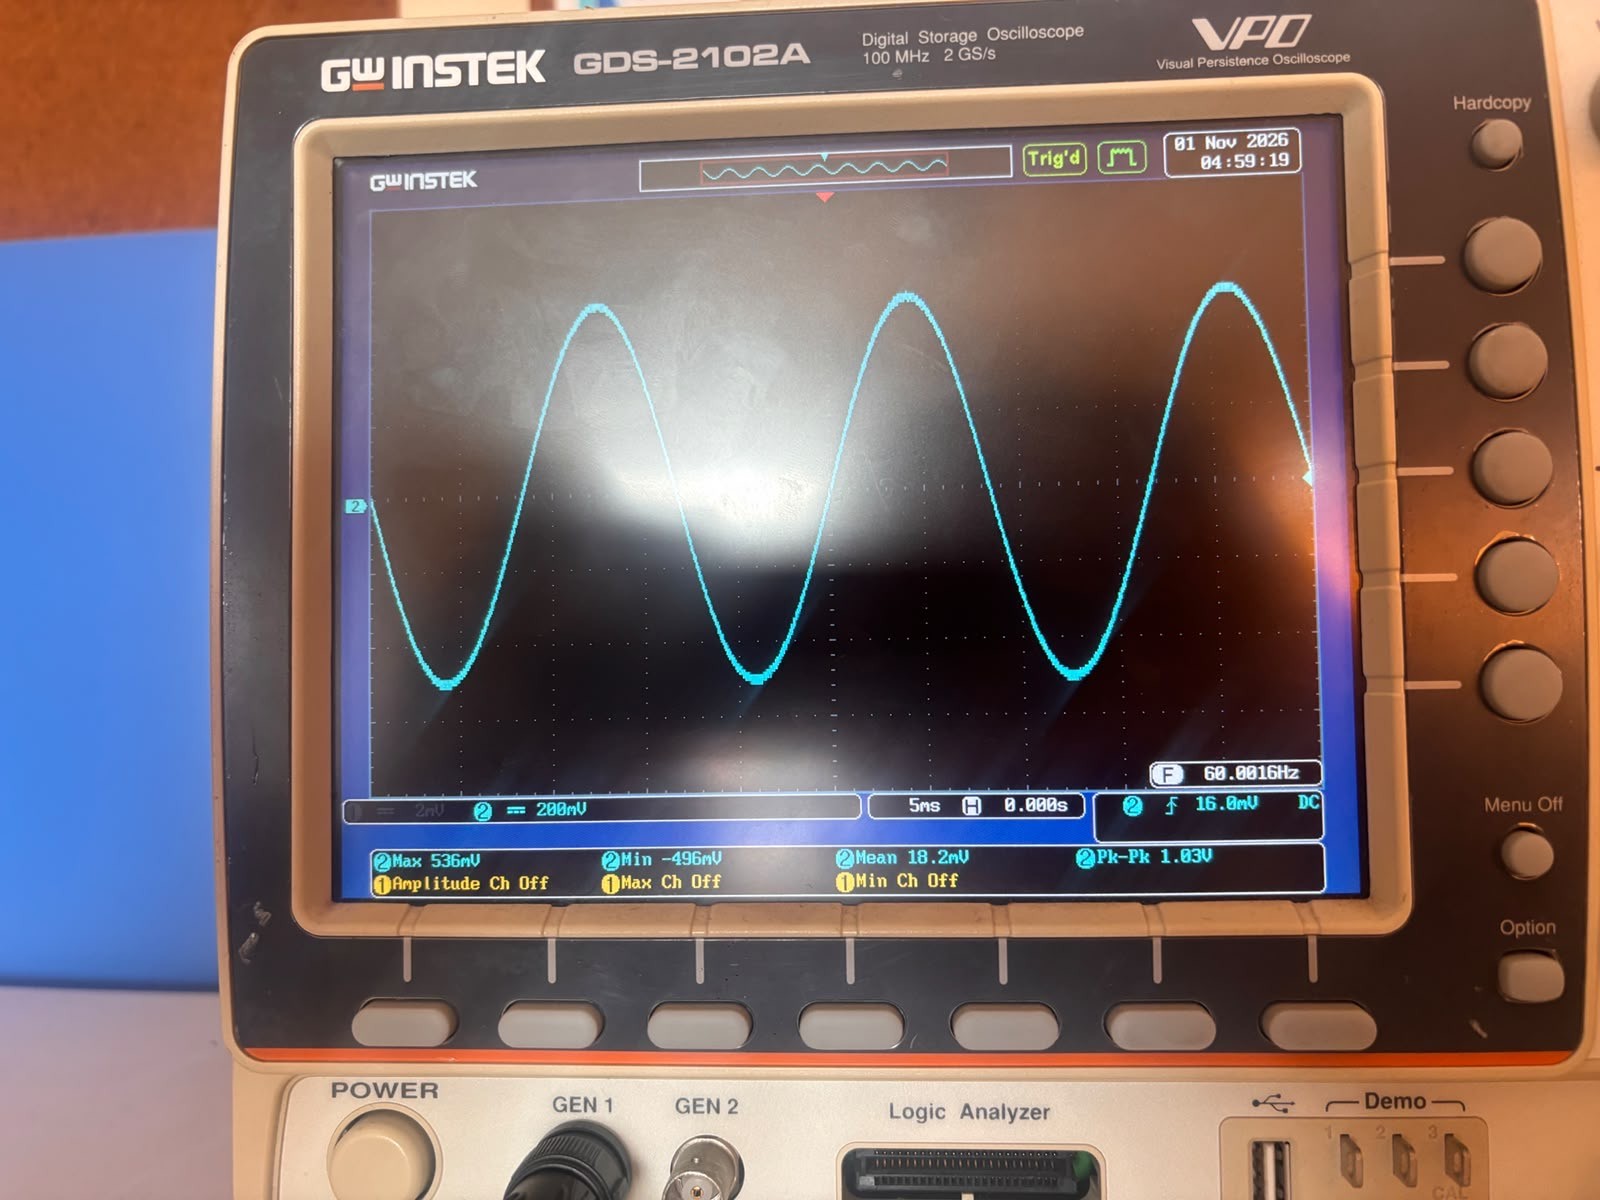 GW INSTEK GDS-2102A Digital Storage Oscilloscope VPO
100 MHz 2 GS/s Visual Persistence Oscilloscope
Hardcopy
GW INSTEK Trig'd 01 Nov 2026
04:59:19
2
F 60.0016Hz
2mV 2 200mV 5ms H 0.000s 2 16.0mV DC
2 Max 536mV 2 Min -496mV 2 Mean 18.2mV 2 Pk-Pk 1.03V
1 Amplitude Ch Off 1 Max Ch Off 1 Min Ch Off
Menu Off
Option
POWER
GEN 1 GEN 2 Logic Analyzer Demo
1 2 3